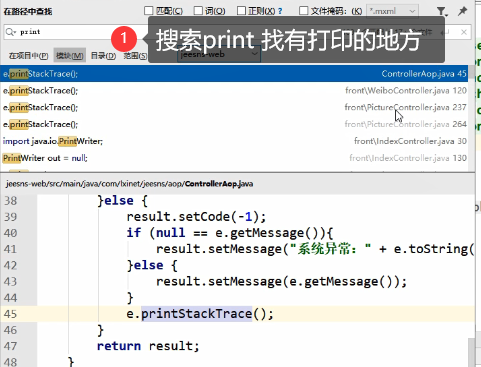 在路径中查找
匹配(C) 词(O) 正则(X) ? 文件掩码: (K) *.mxml
print
1 搜索print 找有打印的地方
在项目(P)中 模块(M) 目录(D) 范围(S) jeesns-web
e.printStackTrace(); ControllerAop.java 45
e.printStackTrace(); front\WeiboController.java 120
e.printStackTrace(); front\PictureController.java 237
e.printStackTrace(); front\PictureController.java 264
import java.io.PrintWriter; front\IndexController.java 30
PrintWriter out = null; front\IndexController.java 130
jeesns-web/src/main/java/com/lxinet/jeesns/aop/ControllerAop.java
38 }else {
39 result.setCode(-1);
40 if (null == e.getMessage()){
41 result.setMessage("系统异常：" + e.toString(
42 }else {
43 result.setMessage(e.getMessage());
44 }
45 e.printStackTrace();
46 }
47 return result;
48 }